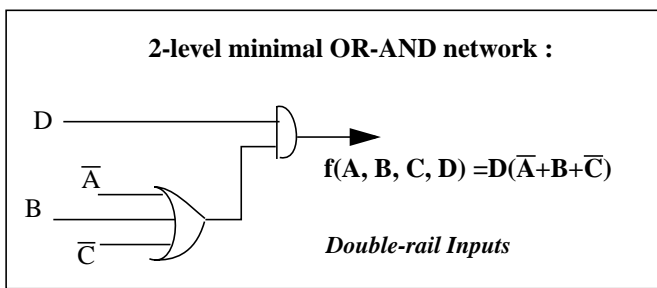 2-level minimal OR-AND network :
D
A̅
B
C̅
f(A, B, C, D) =D(A̅+B+C̅)
Double-rail Inputs